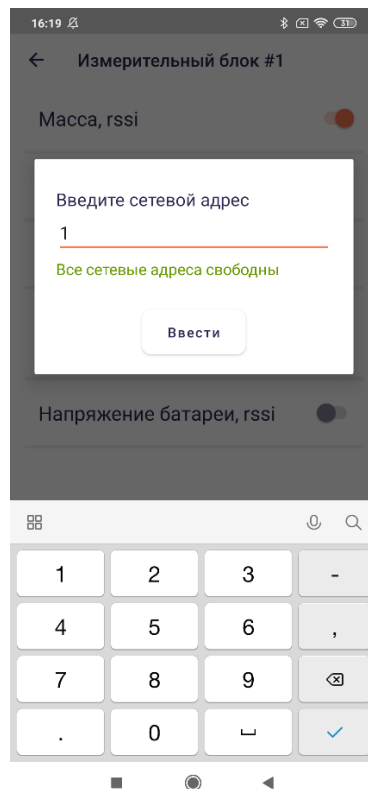 16:19
31
Измерительный блок #1
Масса, rssi
Введите сетевой адрес
1
Все сетевые адреса свободны
Ввести
Напряжение батареи, rssi
1 2 3 -
4 5 6 ,
7 8 9
. 0